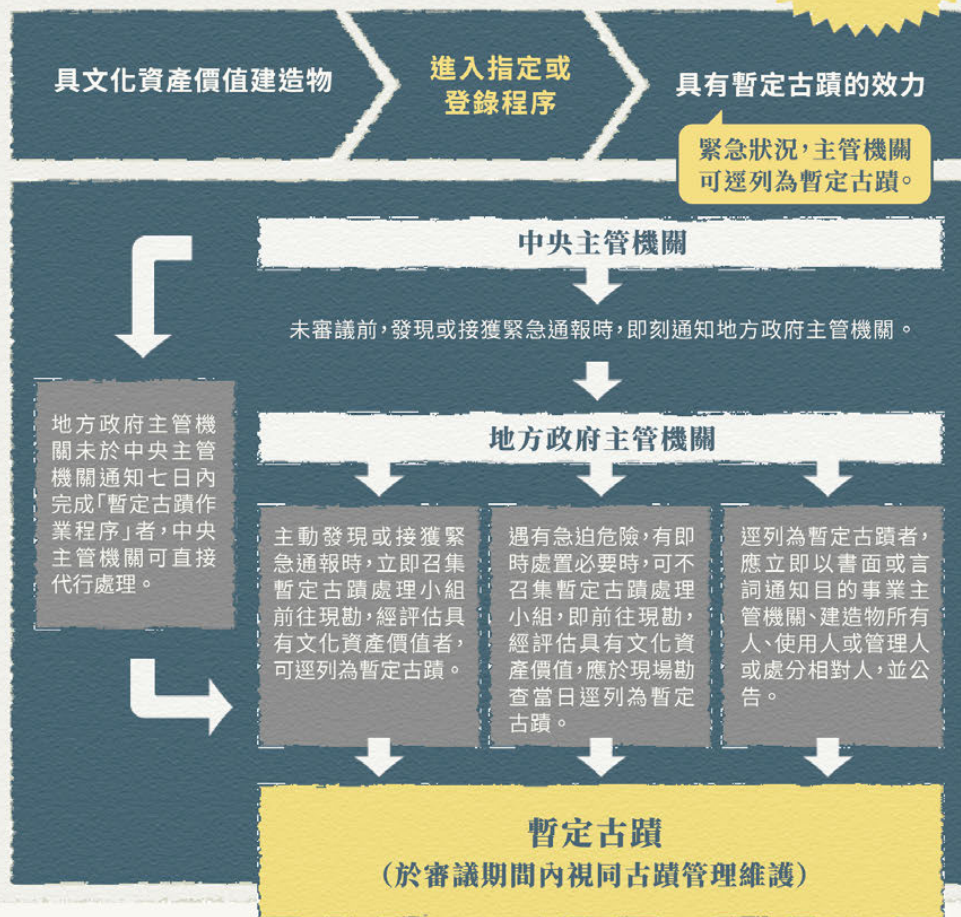 具文化資產價值建造物
進入指定或
登錄程序
具有暫定古蹟的效力
緊急狀況，主管機關
可逕列為暫定古蹟。
中央主管機關
未審議前，發現或接獲緊急通報時，即刻通知地方政府主管機關。
地方政府主管機
關未於中央主管
機關通知七日內
完成「暫定古蹟作
業程序」者，中央
主管機關可直接
代行處理。
地方政府主管機關
主動發現或接獲緊
急通報時，立即召集
暫定古蹟處理小組
前往現勘，經評估具
有文化資產價值者，
可逕列為暫定古蹟。
遇有急迫危險，有即
時處置必要時，可不
召集暫定古蹟處理
小組，即前往現勘，
經評估具有文化資
產價值，應於現場勘
查當日逕列為暫定
古蹟。
逕列為暫定古蹟者，
應立即以書面或言
詞通知目的事業主
管機關、建造物所有
人、使用人或管理人
或處分相對人，並公
告。
暫定古蹟
（於審議期間內視同古蹟管理維護）